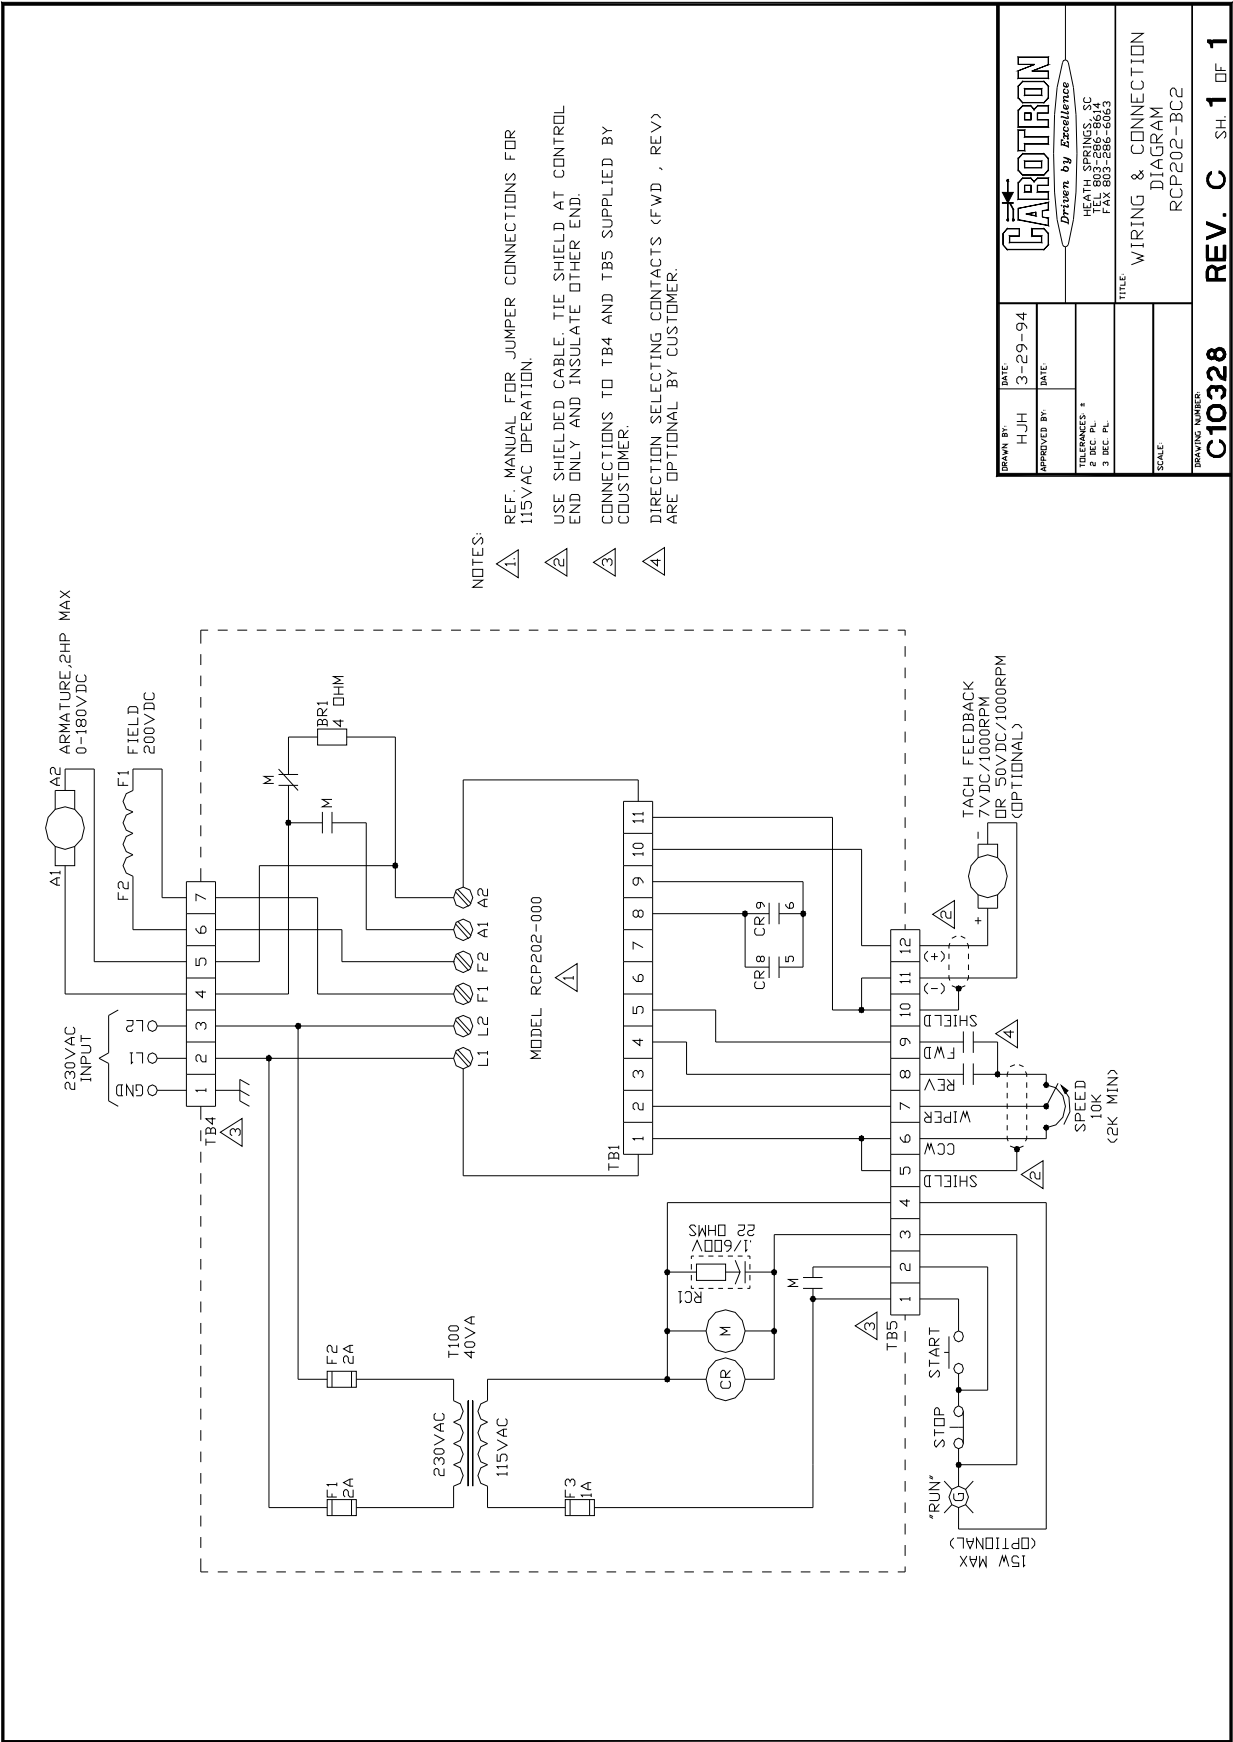 ARMATURE,2HP MAX
0-180VDC
A1
A2
FIELD
200VDC
F2
F1
230VAC
INPUT
GND
L1
L2
TB4
3
1
2
3
4
5
6
7
M
M
BR1
4 OHM
L1
L2
F1
F2
A1
A2
MODEL RCP202-000
1
TB1
1
2
3
4
5
6
7
8
9
10
11
CR
8
5
CR
9
6
F1
2A
F2
2A
230VAC
115VAC
T100
40VA
F3
1A
CR
M
RC1
.1/600V
22 OHMS
M
3
TB5
1
2
3
4
5
6
7
8
9
10
11
12
SHIELD
CCW
WIPER
REV
FWD
SHIELD
(-)
(+)
"RUN"
G
STOP
START
15W MAX
(OPTIONAL)
2
SPEED
10K
(2K MIN)
4
2
+
-
TACH FEEDBACK
7VDC/1000RPM
OR 50VDC/1000RPM
(OPTIONAL)
NOTES:
1. REF. MANUAL FOR JUMPER CONNECTIONS FOR
115VAC OPERATION.
2 USE SHIELDED CABLE. TIE SHIELD AT CONTROL
END ONLY AND INSULATE OTHER END.
3 CONNECTIONS TO TB4 AND TB5 SUPPLIED BY
COUSTOMER.
4 DIRECTION SELECTING CONTACTS (FWD , REV)
ARE OPTIONAL BY CUSTOMER.
DRAWN BY:
HJH
DATE:
3-29-94
APPROVED BY:
DATE:
TOLERANCES: ±
2 DEC. PL.
3 DEC. PL.
SCALE:
CAROTRON
Driven by Excellence
HEATH SPRINGS, SC
TEL 803-286-8614
FAX 803-286-6063
TITLE:
WIRING & CONNECTION
DIAGRAM
RCP202-BC2
DRAWING NUMBER:
C10328 REV. C SH. 1 OF 1